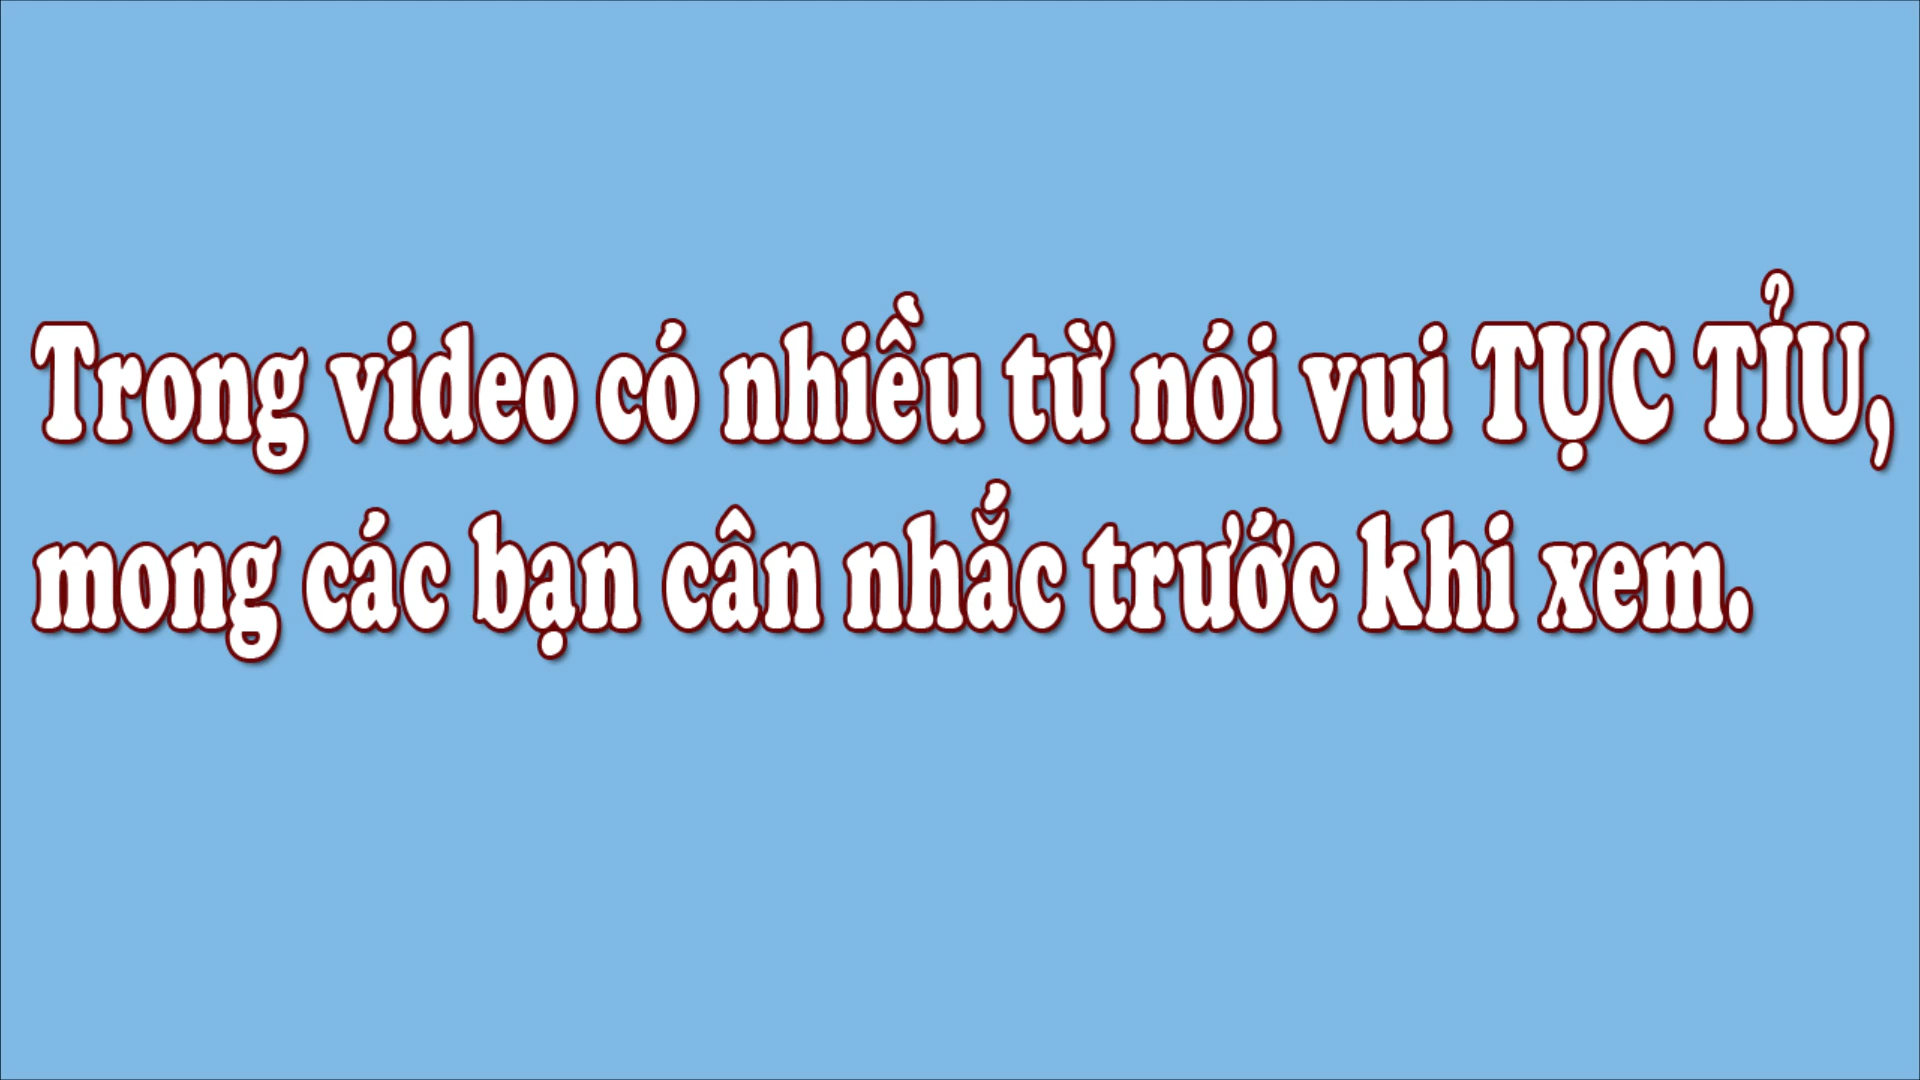 Trong video có nhiều từ nói vui TỤC TỈU,
mong các bạn cân nhắc trước khi xem.